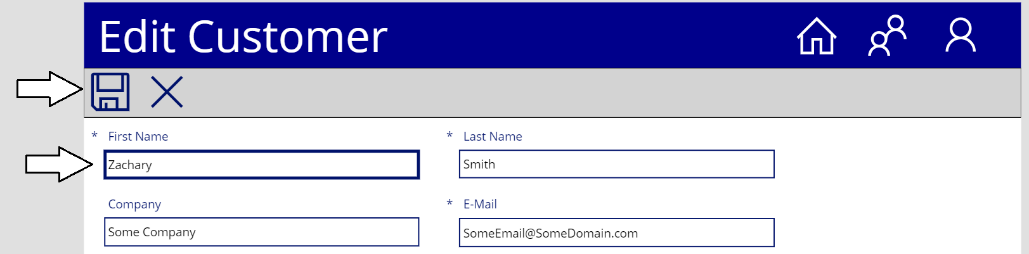 Edit Customer
* First Name
* Last Name
Zachary
Smith
Company
* E-Mail
Some Company
SomeEmail@SomeDomain.com